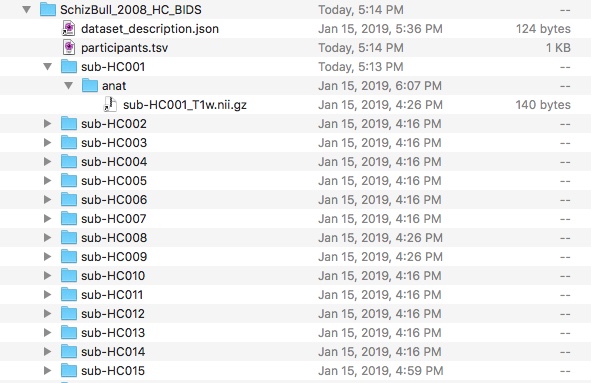 SchizBull_2008_HC_BIDS Today, 5:14 PM --
dataset_description.json Jan 15, 2019, 5:36 PM 124 bytes
participants.tsv Today, 5:14 PM 1 KB
sub-HC001 Today, 5:13 PM --
anat Jan 15, 2019, 6:07 PM --
sub-HC001_T1w.nii.gz Jan 15, 2019, 4:26 PM 140 bytes
sub-HC002 Jan 15, 2019, 4:16 PM --
sub-HC003 Jan 15, 2019, 4:16 PM --
sub-HC004 Jan 15, 2019, 4:16 PM --
sub-HC005 Jan 15, 2019, 4:16 PM --
sub-HC006 Jan 15, 2019, 4:16 PM --
sub-HC007 Jan 15, 2019, 4:16 PM --
sub-HC008 Jan 15, 2019, 4:26 PM --
sub-HC009 Jan 15, 2019, 4:26 PM --
sub-HC010 Jan 15, 2019, 4:16 PM --
sub-HC011 Jan 15, 2019, 4:16 PM --
sub-HC012 Jan 15, 2019, 4:16 PM --
sub-HC013 Jan 15, 2019, 4:16 PM --
sub-HC014 Jan 15, 2019, 4:16 PM --
sub-HC015 Jan 15, 2019, 4:59 PM --